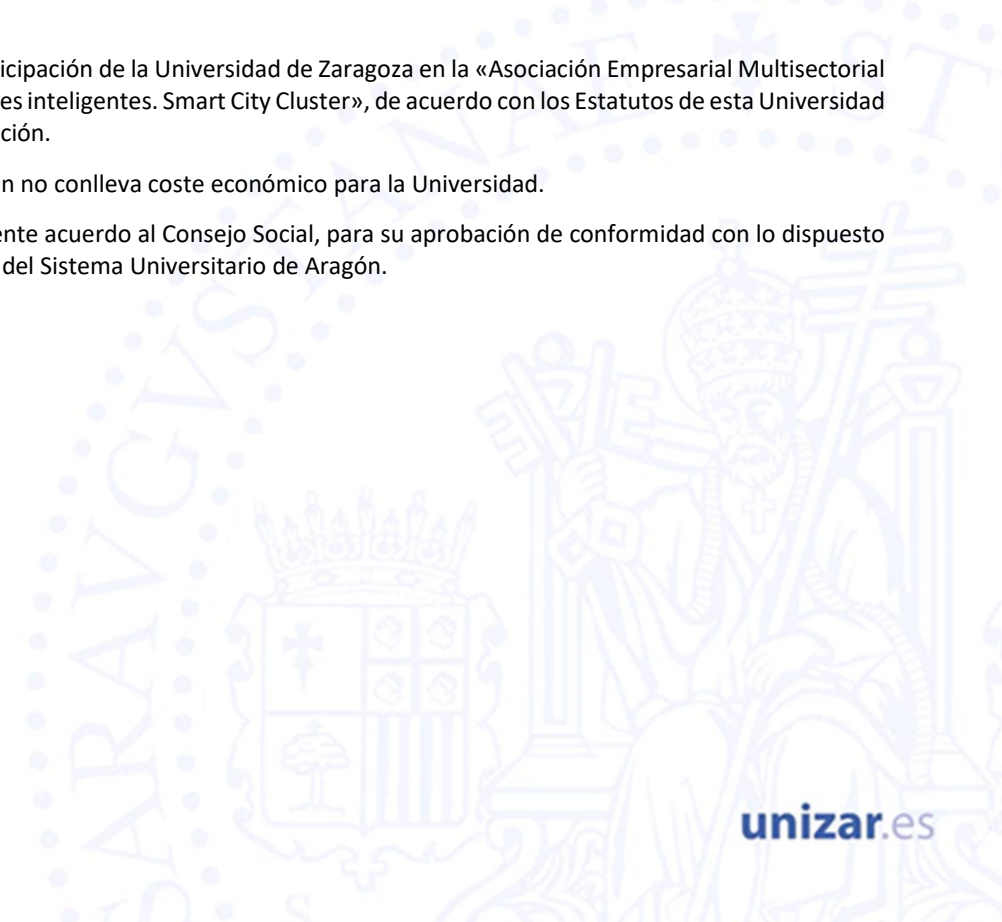 icipación de la Universidad de Zaragoza en la «Asociación Empresarial Multisectorial
es inteligentes. Smart City Cluster», de acuerdo con los Estatutos de esta Universidad
ción.
n no conlleva coste económico para la Universidad.
ente acuerdo al Consejo Social, para su aprobación de conformidad con lo dispuesto
del Sistema Universitario de Aragón.
unizar.es